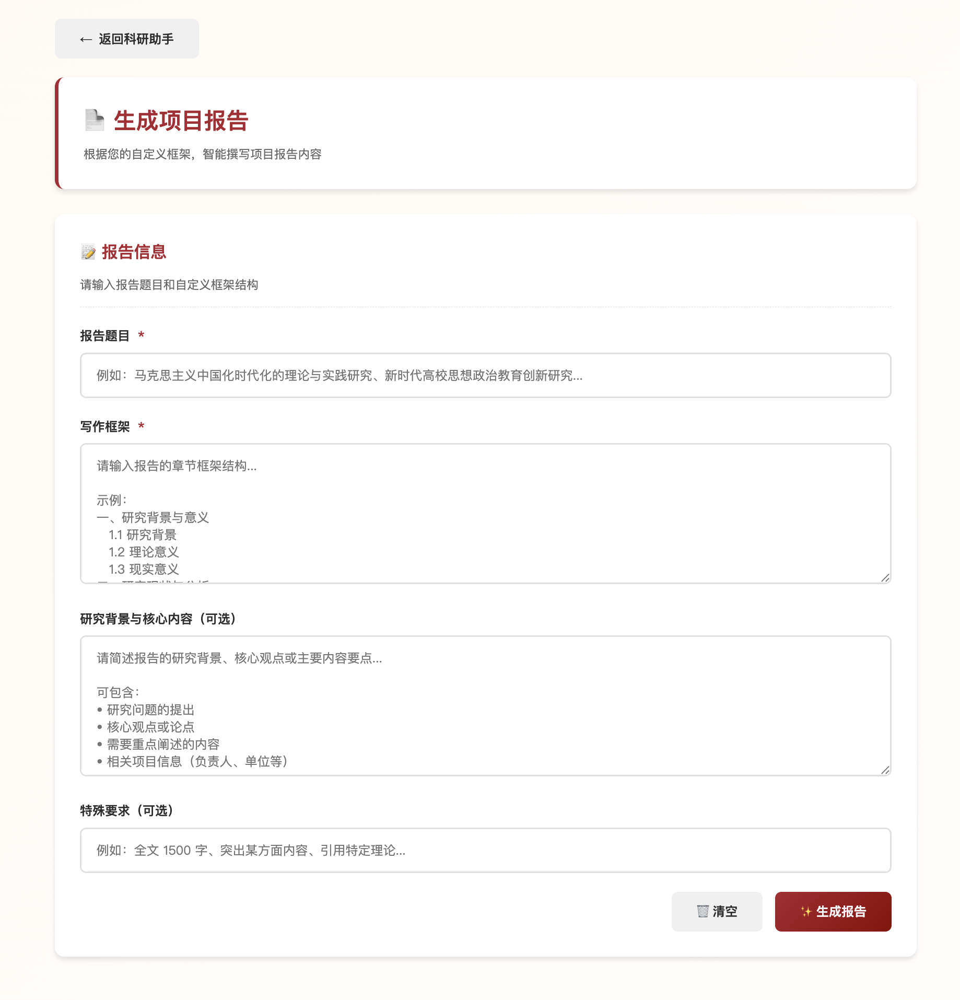 ← 返回科研助手
生成项目报告
根据您的自定义框架，智能撰写项目报告内容
报告信息
请输入报告题目和自定义框架结构
报告题目 *
例如：马克思主义中国化时代化的理论与实践研究、新时代高校思想政治教育创新研究...
写作框架 *
请输入报告的章节框架结构...
示例：
一、研究背景与意义
1.1 研究背景
1.2 理论意义
1.3 现实意义
研究背景与核心内容（可选）
请简述报告的研究背景、核心观点或主要内容要点...
可包含：
• 研究问题的提出
• 核心观点或论点
• 需要重点阐述的内容
• 相关项目信息（负责人、单位等）
特殊要求（可选）
例如：全文 1500 字、突出某方面内容、引用特定理论...
清空
生成报告